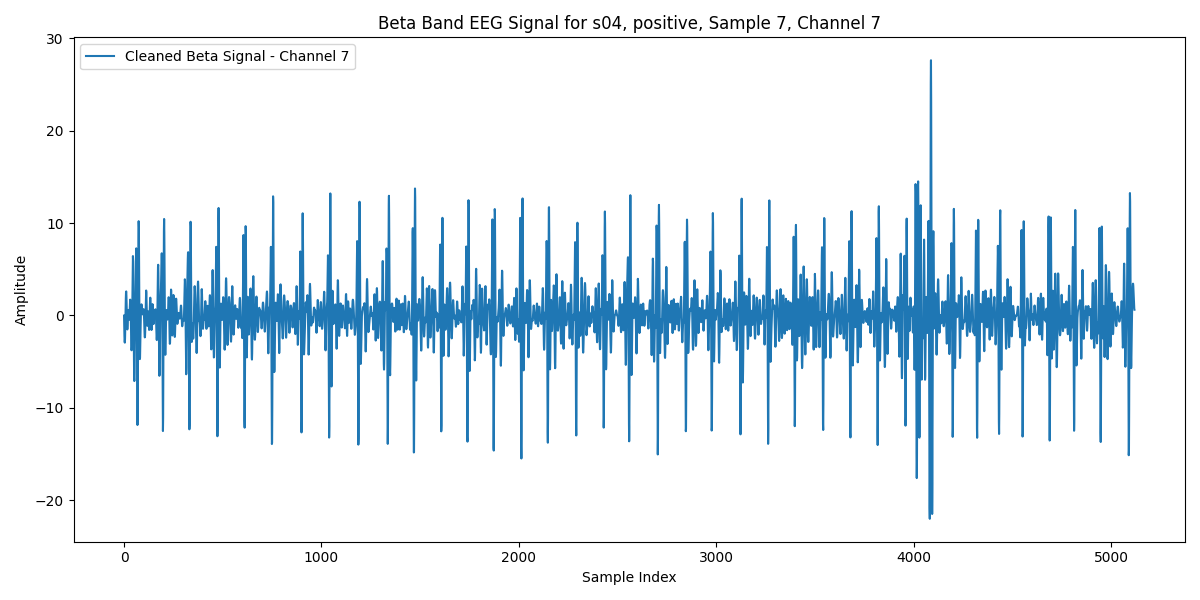 Beta Band EEG Signal for s04, positive, Sample 7, Channel 7
Cleaned Beta Signal - Channel 7
Amplitude
30
20
10
0
−10
−20
0 1000 2000 3000 4000 5000
Sample Index